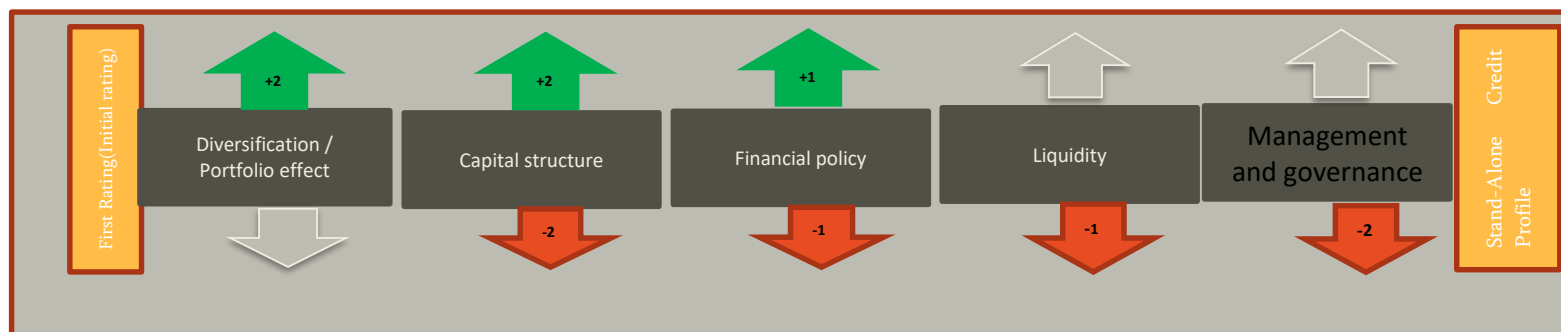 First Rating(Initial rating)
+2
+2
+1
Diversification /
Portfolio effect
Capital structure
Financial policy
Liquidity
Management
and governance
-2
-1
-1
-2
Stand-Alone Credit
Profile